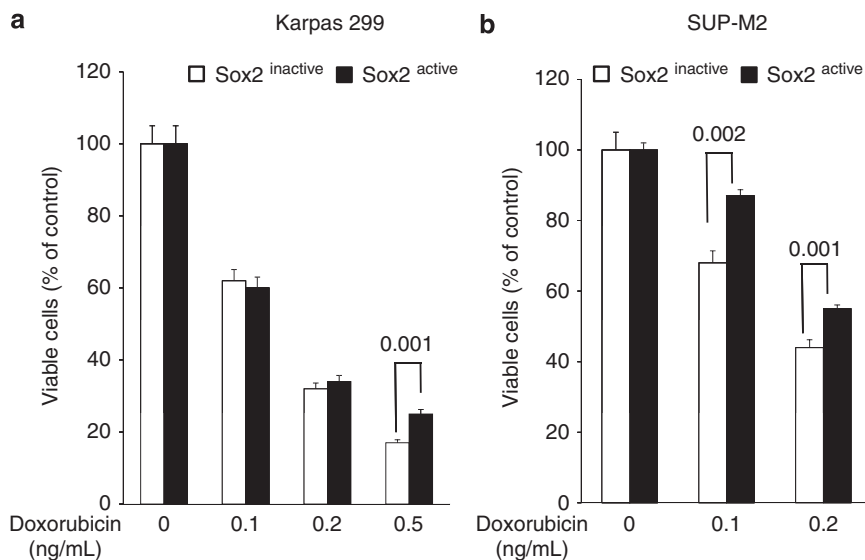 a
Karpas 299
Sox2 inactive Sox2 active
Viable cells (% of control)
120
100
80
60
40
20
0
0.001
Doxorubicin 0 0.1 0.2 0.5
(ng/mL)
b
SUP-M2
Sox2 inactive Sox2 active
Viable cells (% of control)
120
100
80
60
40
20
0
0.002
0.001
Doxorubicin 0 0.1 0.2
(ng/mL)